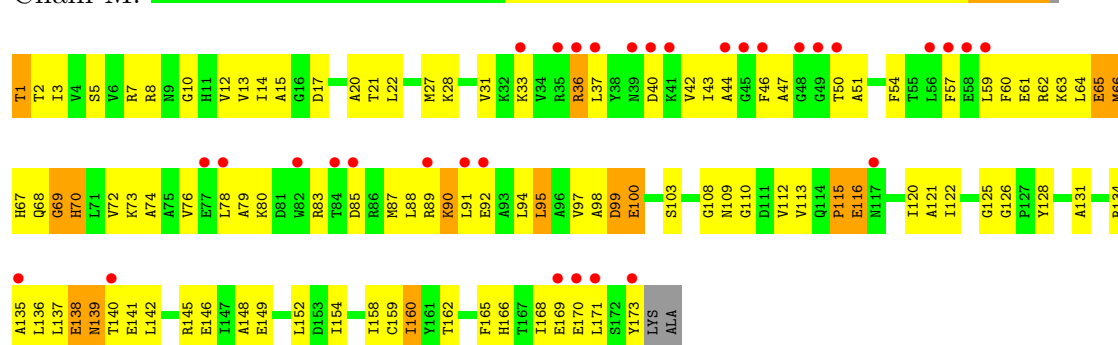 Chain M:
T1 T2 I3 V4 S5 V6 R7 R8 N9 G10 H11 V12 V13 I14 A15 G16 D17 A20 T21 L22 M27 K28 V31 K32 K33 V34 R35 R36 L37 Y38 N39 D40 K41 V42 I43 A44 G45 F46 A47 G48 G49 T50 A51 F54 T55 L56 F57 E58 L59 F60 E61 R62 K63 L64 E65 M66
H67 Q68 G69 H70 L71 V72 K73 A74 A75 V76 E77 L78 A79 K80 D81 W82 R83 T84 D85 R86 M87 L88 R89 K90 L91 E92 A93 L94 L95 A96 V97 A98 D99 E100 S103 G108 N109 G110 D111 V112 V113 Q114 P115 E116 N117 I120 A121 I122 G125 G126 P127 Y128 A131 R134
A135 L136 L137 E138 N139 T140 E141 L142 R145 E146 I147 A148 E149 L152 D153 I154 I158 C159 I160 Y161 T162 F165 H166 T167 I168 E169 E170 L171 S172 Y173 LYS ALA